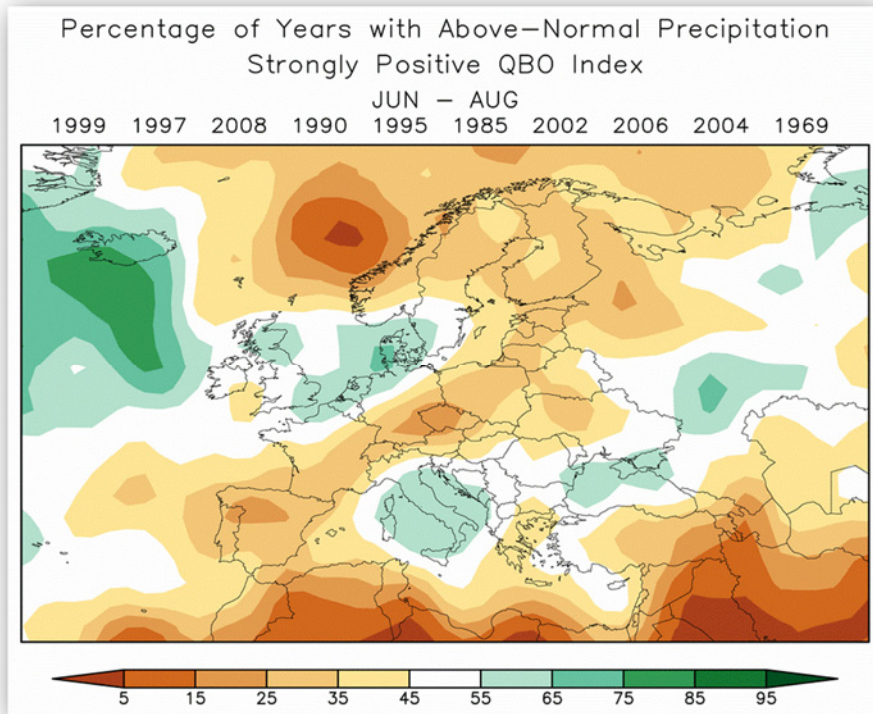 Percentage of Years with Above-Normal Precipitation
Strongly Positive QBO Index
JUN - AUG
1999 1997 2008 1990 1995 1985 2002 2006 2004 1969
5 15 25 35 45 55 65 75 85 95